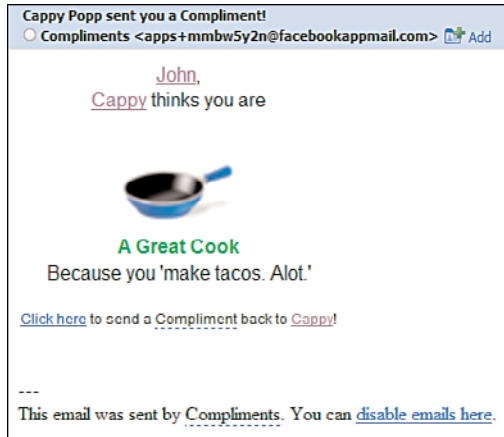 Cappy Popp sent you a Compliment!
Compliments <apps+mmbw5y2n@facebookappmail.com> Add
John,
Cappy thinks you are
A Great Cook
Because you 'make tacos. Alot.'
Click here to send a Compliment back to Cappy!
---
This email was sent by Compliments. You can disable emails here.